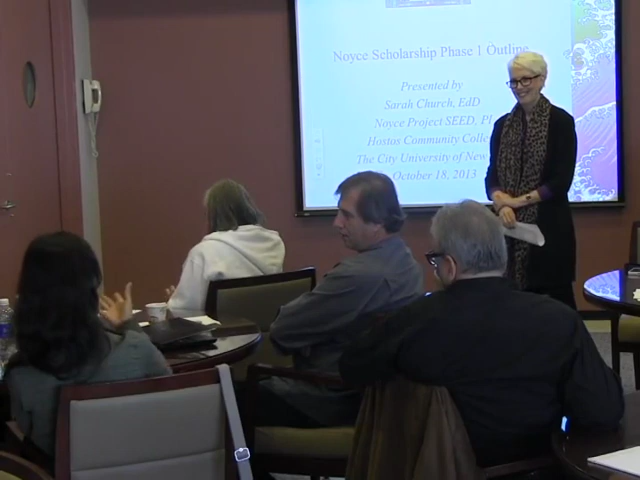 Noyce Scholarship Phase 1 Outline
Presented by
Sarah Church, EdD
Noyce Project SEED, PI
Hostos Community Colle
The City University of New
October 18, 2013